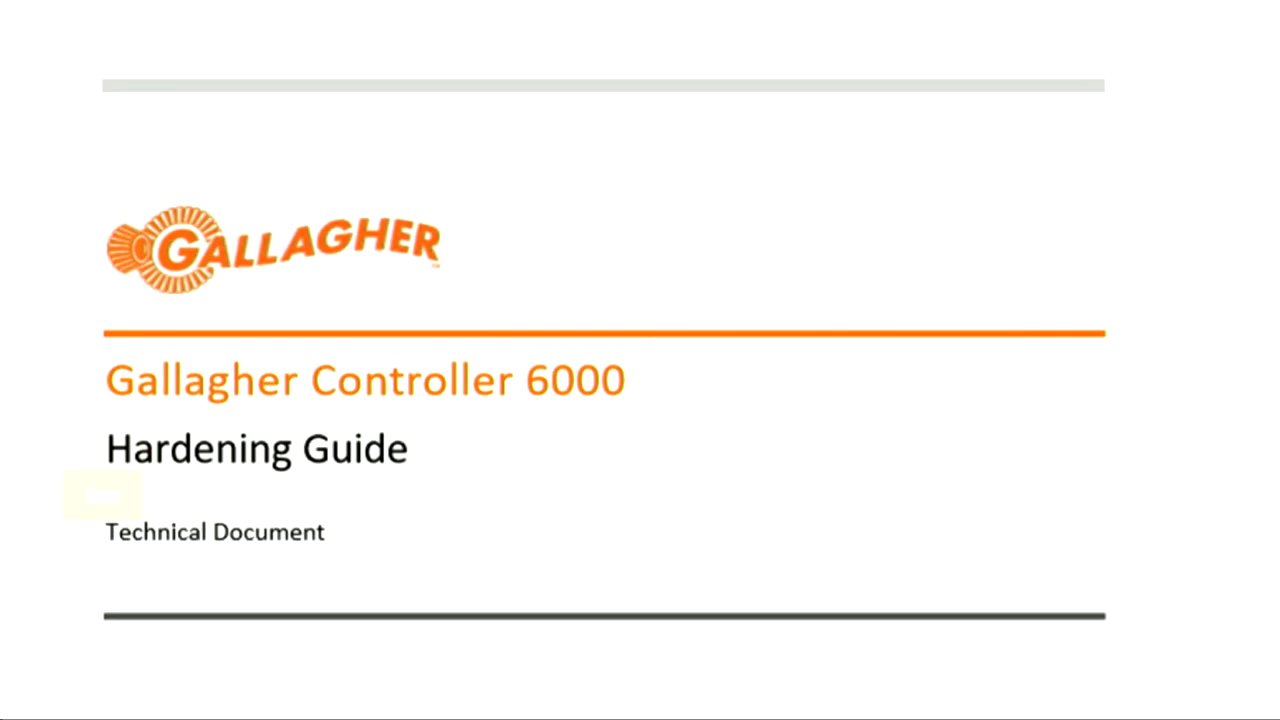 GALLAGHER
Gallagher Controller 6000
Hardening Guide
Technical Document